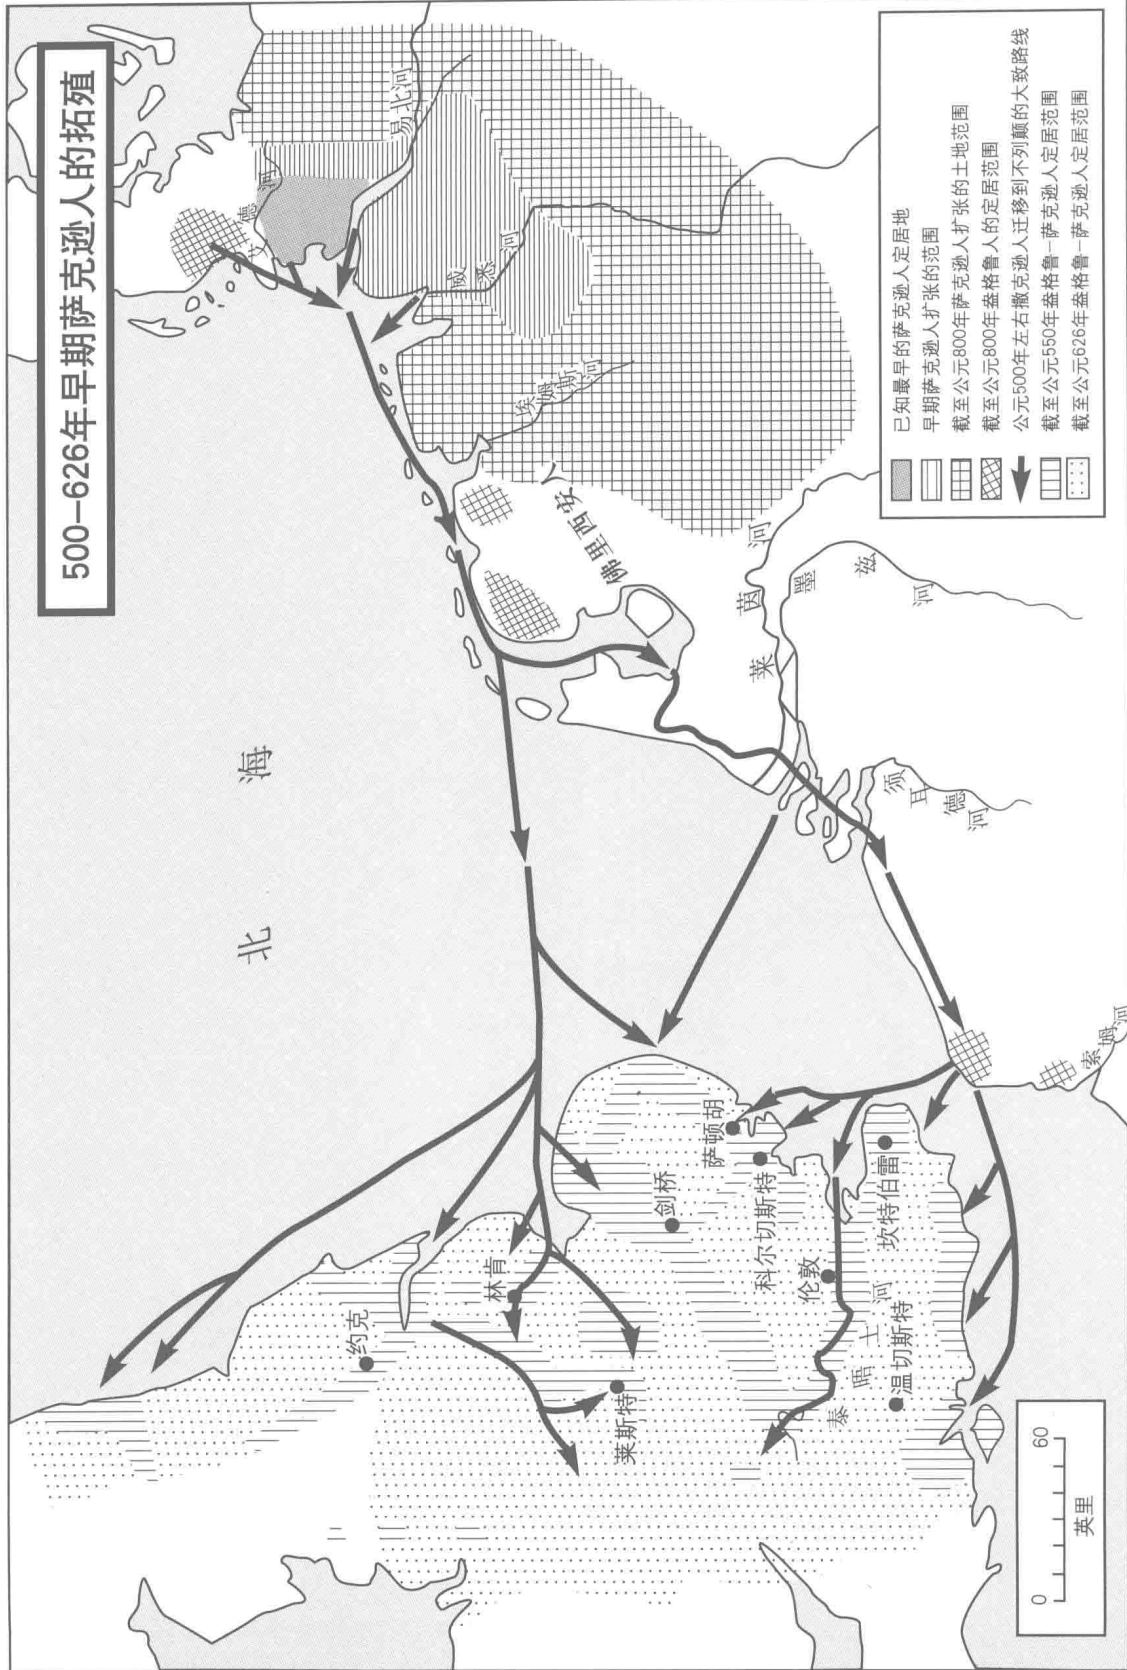 500–626年早期萨克逊人的拓殖
北海
艾德河
易北河
威悉河
埃姆斯河
佛里西安人
莱茵河
墨兹河
须耳德河
索姆河
约克
林肯
莱斯特
剑桥
萨顿胡
科尔切斯特
伦敦
泰晤士河
坎特伯雷
温切斯特
已知最早的萨克逊人定居地
早期萨克逊人扩张的范围
截至公元800年萨克逊人扩张的土地范围
截至公元800年盎格鲁人的定居范围
公元500年左右撒克逊人迁移到不列颠的大致路线
截至公元550年盎格鲁—萨克逊人定居范围
截至公元626年盎格鲁—萨克逊人定居范围
0 60
英里